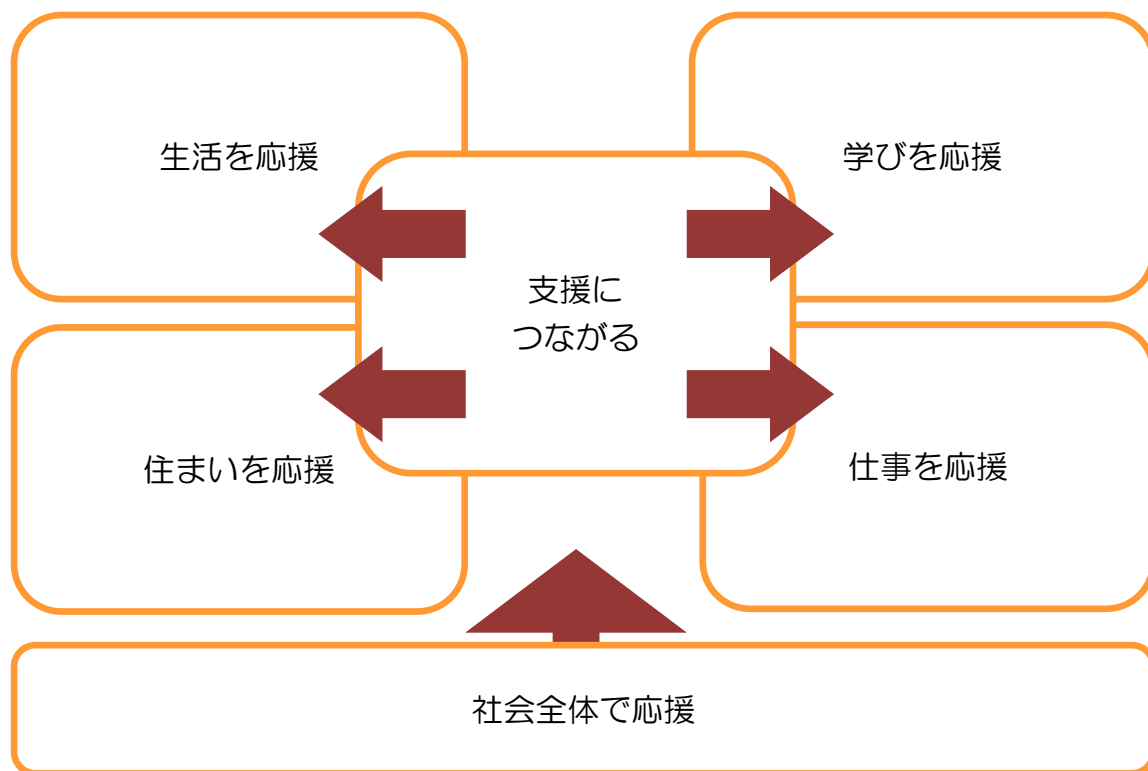 生活を応援
学びを応援
支援に
つながる
住まいを応援
仕事を応援
社会全体で応援